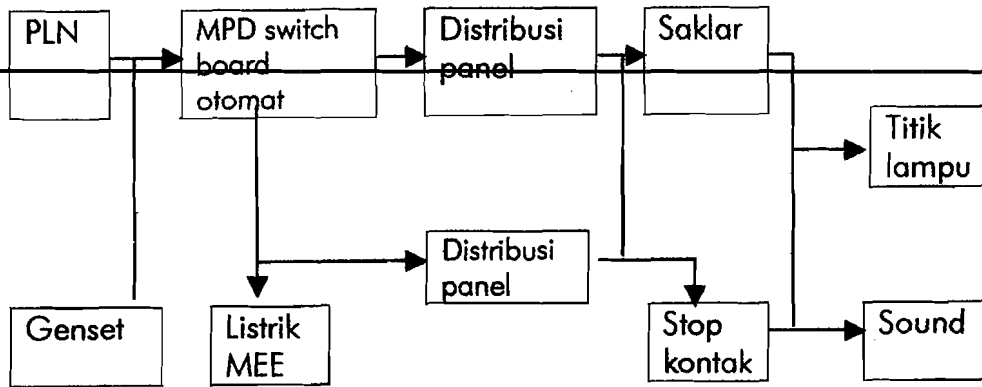 PLN
MPD switch
board
otomat
Distribusi
panel
Saklar
Titik
lampu
Distribusi
panel
Genset
Listrik
MEE
Stop
kontak
Sound